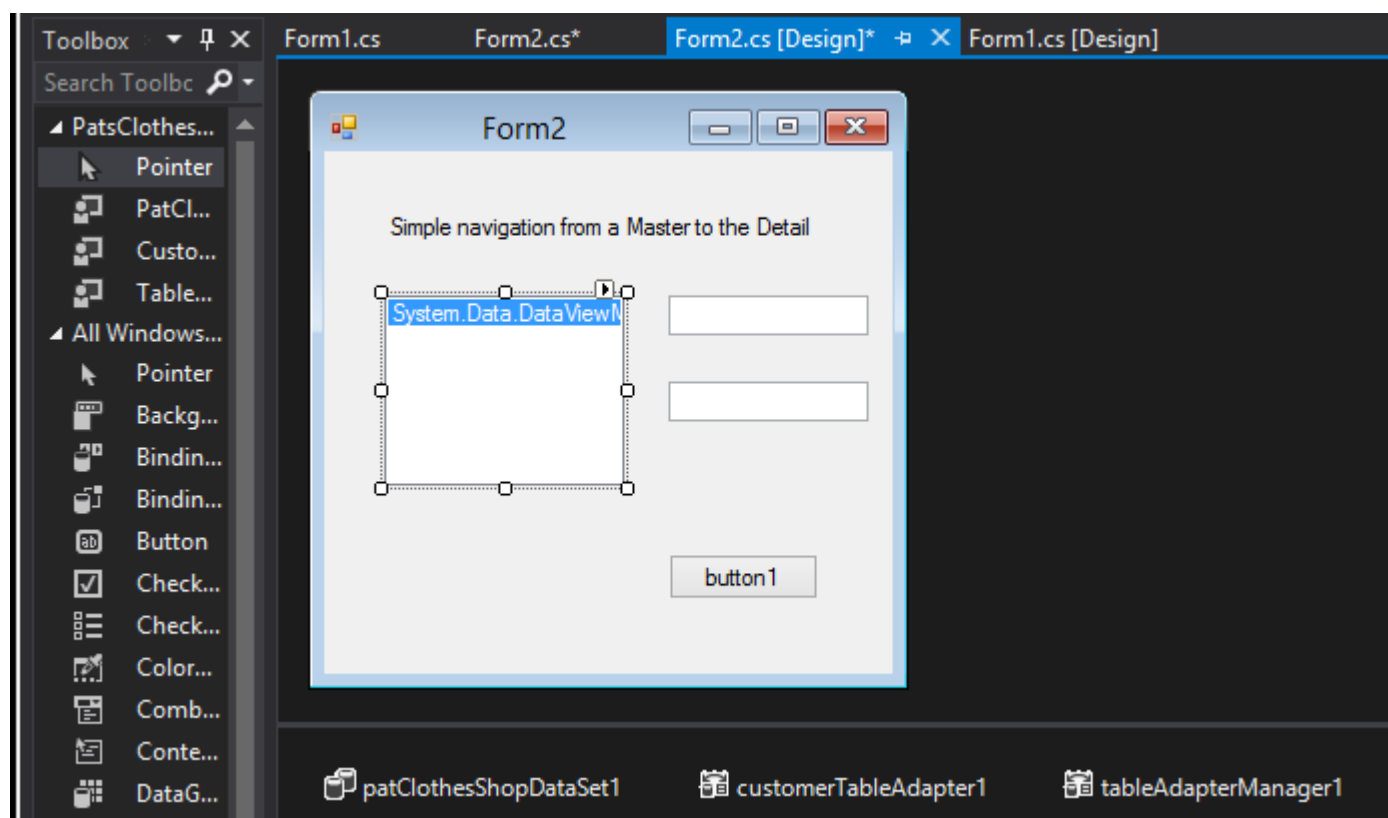 Toolbox
Form1.cs
Form2.cs*
Form2.cs [Design]*
Form1.cs [Design]
Search Toolbc
PatsClothes...
Pointer
PatCl...
Custo...
Table...
All Windows...
Pointer
Backg...
Bindin...
Bindin...
Button
Check...
Check...
Color...
Comb...
Conte...
DataG...
Form2
Simple navigation from a Master to the Detail
System.Data.DataViewM
button1
patClothesShopDataSet1
customerTableAdapter1
tableAdapterManager1